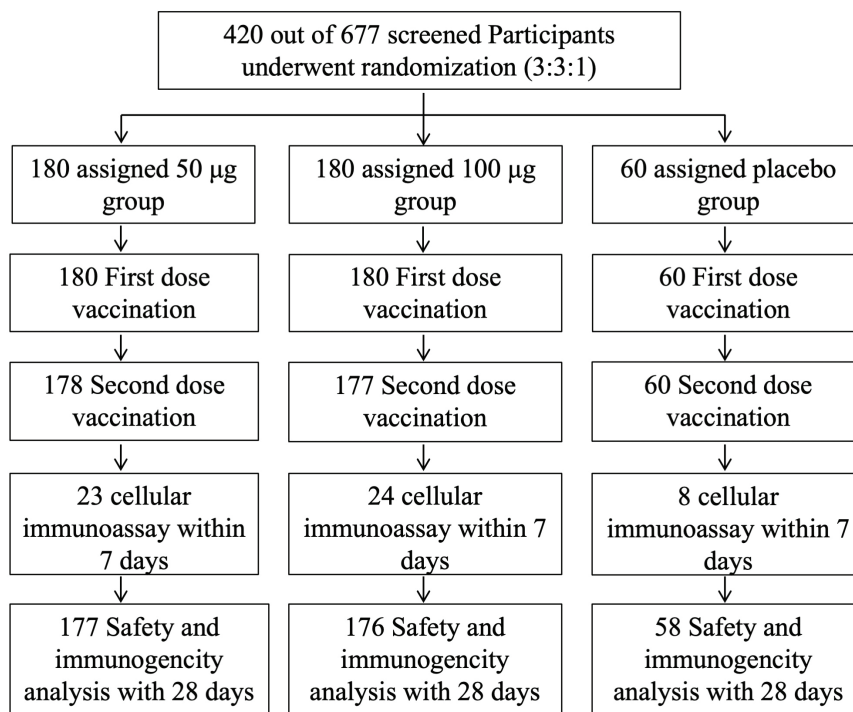 420 out of 677 screened Participants
underwent randomization (3:3:1)
180 assigned 50 μg
group
180 assigned 100 μg
group
60 assigned placebo
group
180 First dose
vaccination
180 First dose
vaccination
60 First dose
vaccination
178 Second dose
vaccination
177 Second dose
vaccination
60 Second dose
vaccination
23 cellular
immunoassay within
7 days
24 cellular
immunoassay within 7
days
8 cellular
immunoassay within 7
days
177 Safety and
immunogencity
analysis with 28 days
176 Safety and
immunogencity
analysis with 28 days
58 Safety and
immunogencity
analysis with 28 days